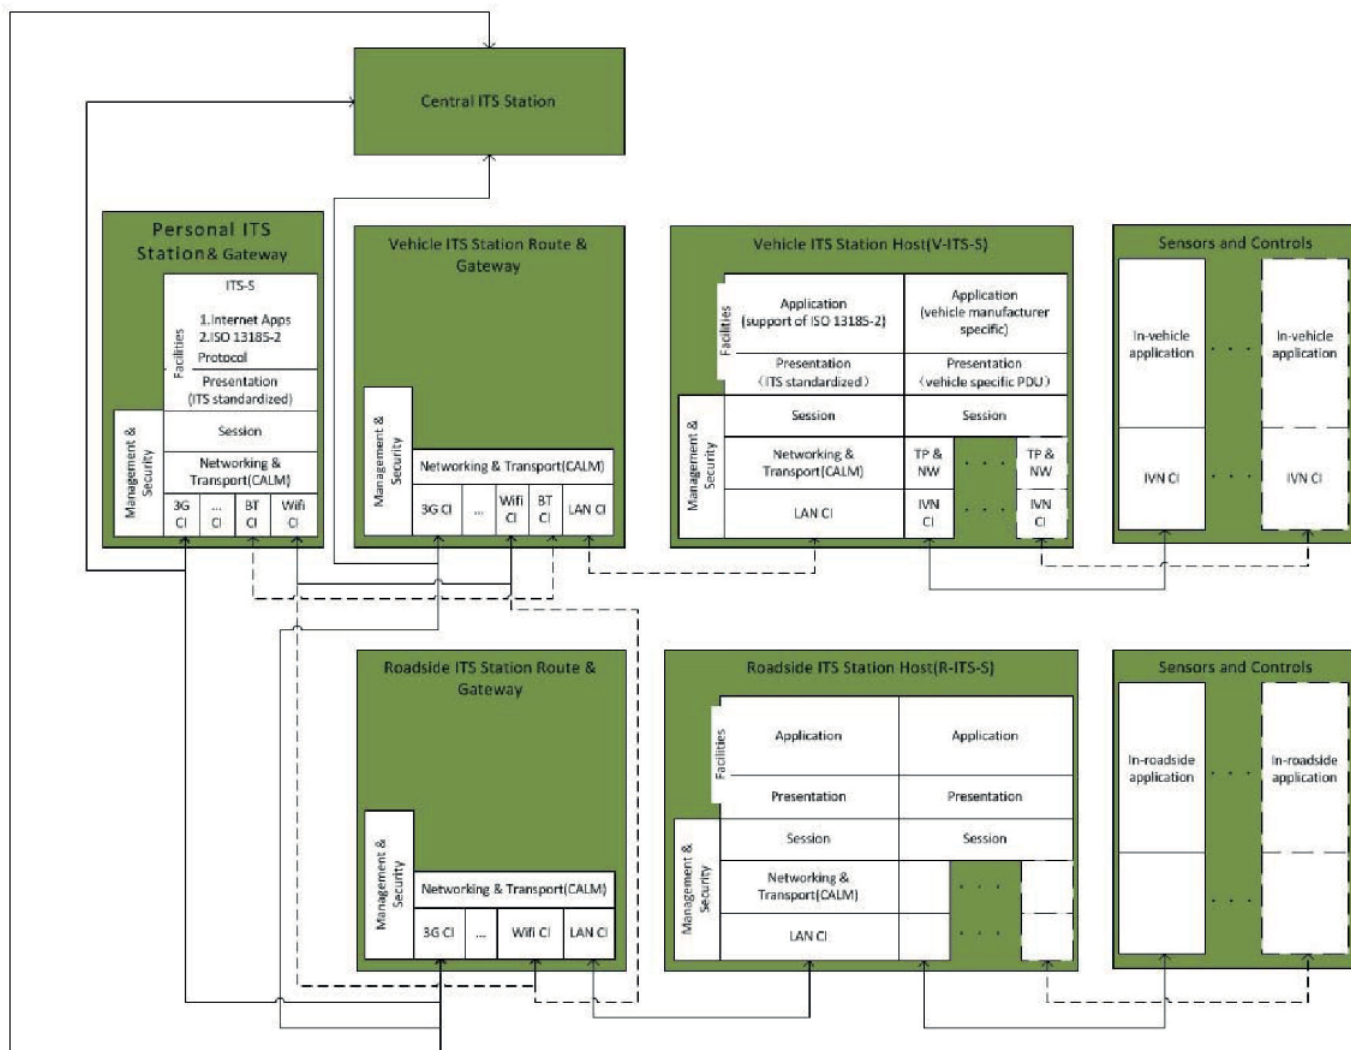 Central ITS Station
Personal ITS
Station& Gateway
ITS-S
1.Internet Apps
2.ISO 13185-2
Protocol
Facilities
Presentation
(ITS standardized)
Session
Networking &
Transport(CALM)
Management &
Security
3G
CI
...
CI
BT
CI
Wifi
CI
Vehicle ITS Station Route &
Gateway
Management &
Security
Networking & Transport(CALM)
3G CI
...
Wifi
CI
BT
CI
LAN CI
Vehicle ITS Station Host(V-ITS-S)
Facilities
Application
(support of ISO 13185-2)
Application
(vehicle manufacturer
specific)
Presentation
(ITS standardized)
Presentation
(vehicle specific PDU)
Session
Session
Management &
Security
Networking &
Transport(CALM)
TP &
NW
. . .
TP &
NW
LAN CI
IVN
CI
. . .
IVN
CI
Sensors and Controls
In-vehicle
application
. . .
In-vehicle
application
IVN CI
. . .
IVN CI
Roadside ITS Station Route &
Gateway
Management &
Security
Networking & Transport(CALM)
3G CI
...
Wifi CI
LAN CI
Roadside ITS Station Host(R-ITS-S)
Facilities
Application
Application
Presentation
Presentation
Session
Session
Management &
Security
Networking &
Transport(CALM)
. . .
LAN CI
. . .
Sensors and Controls
In-roadside
application
. . .
In-roadside
application
. . .